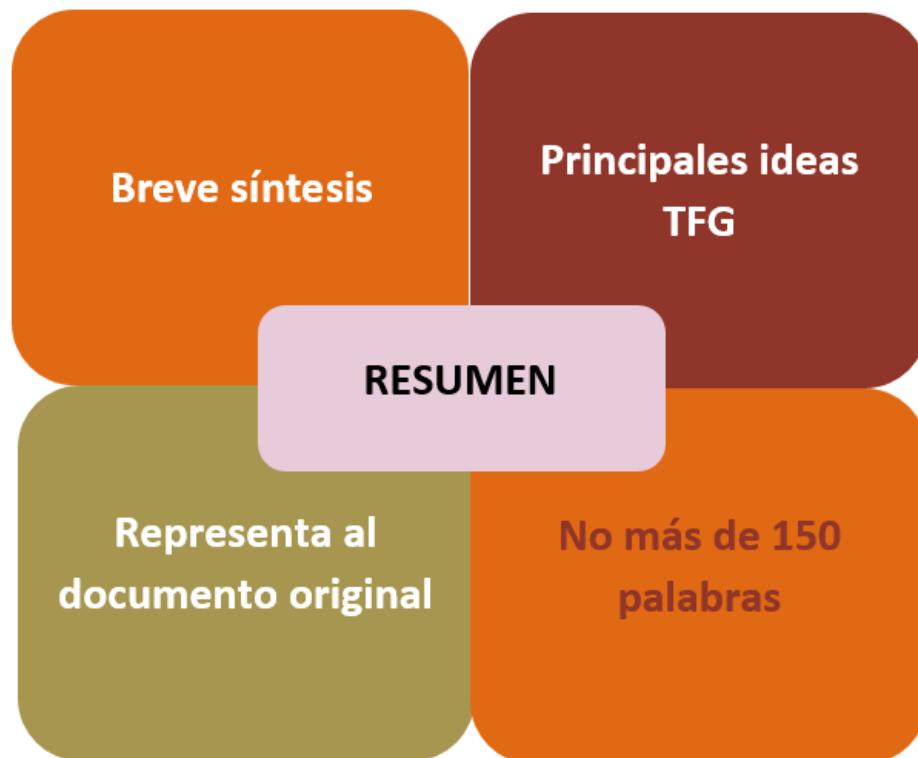 Breve síntesis
Principales ideas
TFG
RESUMEN
Representa al
documento original
No más de 150
palabras